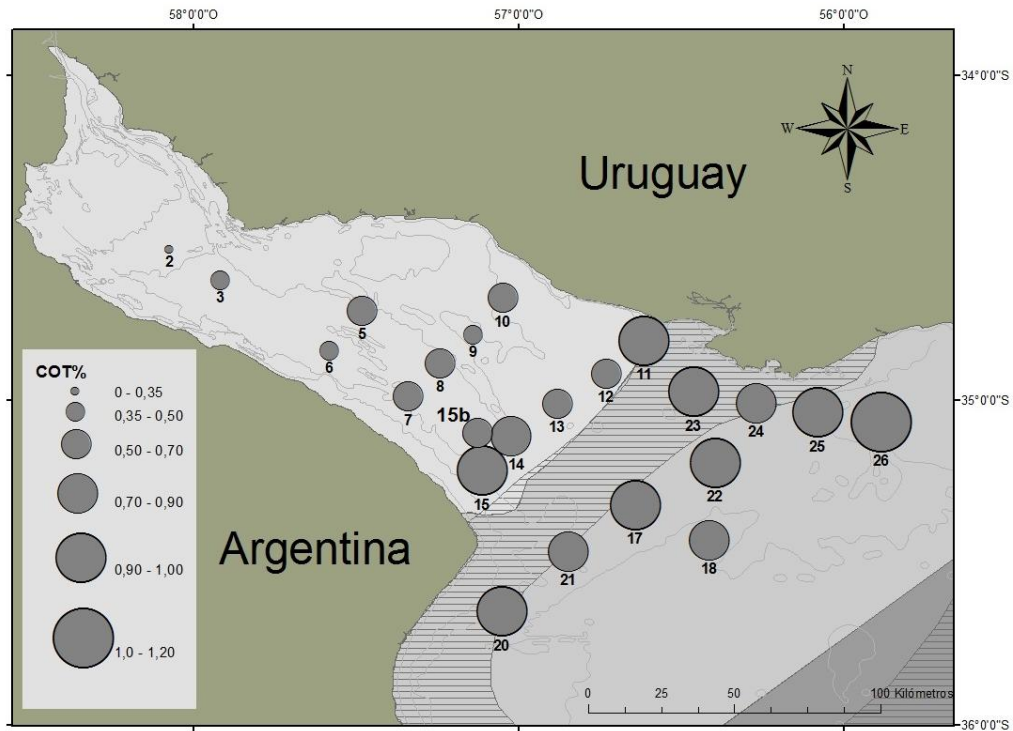 58°0'0"O 57°0'0"O 56°0'0"O
34°0'0"S
N
W E
S
Uruguay
2
3
10
5
9
11
6
8
12
COT%
0 - 0,35
35°0'0"S
7
15b
13
23
24
25
26
0,35 - 0,50
14
0,50 - 0,70
22
15
0,70 - 0,90
17
Argentina
18
21
0,90 - 1,00
20
1,0 - 1,20
0 25 50 100 Kilómetros
36°0'0"S